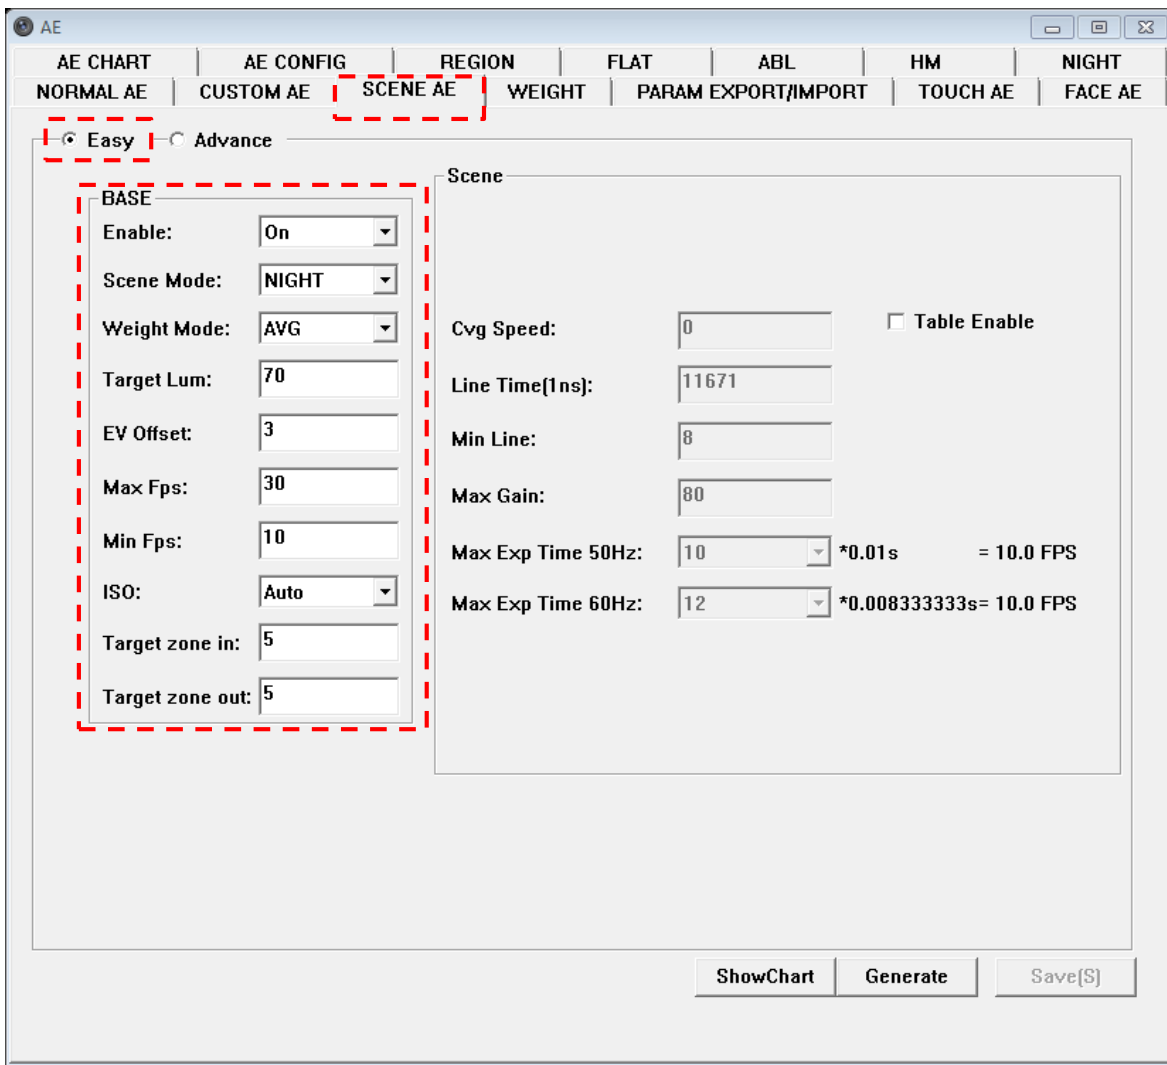 AE
AE CHART AE CONFIG REGION FLAT ABL HM NIGHT
NORMAL AE CUSTOM AE SCENE AE WEIGHT PARAM EXPORT/IMPORT TOUCH AE FACE AE
Easy Advance
BASE
Enable: On
Scene Mode: NIGHT
Weight Mode: AVG
Target Lum: 70
EV Offset: 3
Max Fps: 30
Min Fps: 10
ISO: Auto
Target zone in: 5
Target zone out: 5
Scene
Cvg Speed: 0 Table Enable
Line Time(1ns): 11671
Min Line: 8
Max Gain: 80
Max Exp Time 50Hz: 10 *0.01s = 10.0 FPS
Max Exp Time 60Hz: 12 *0.008333333s= 10.0 FPS
ShowChart Generate Save(S)